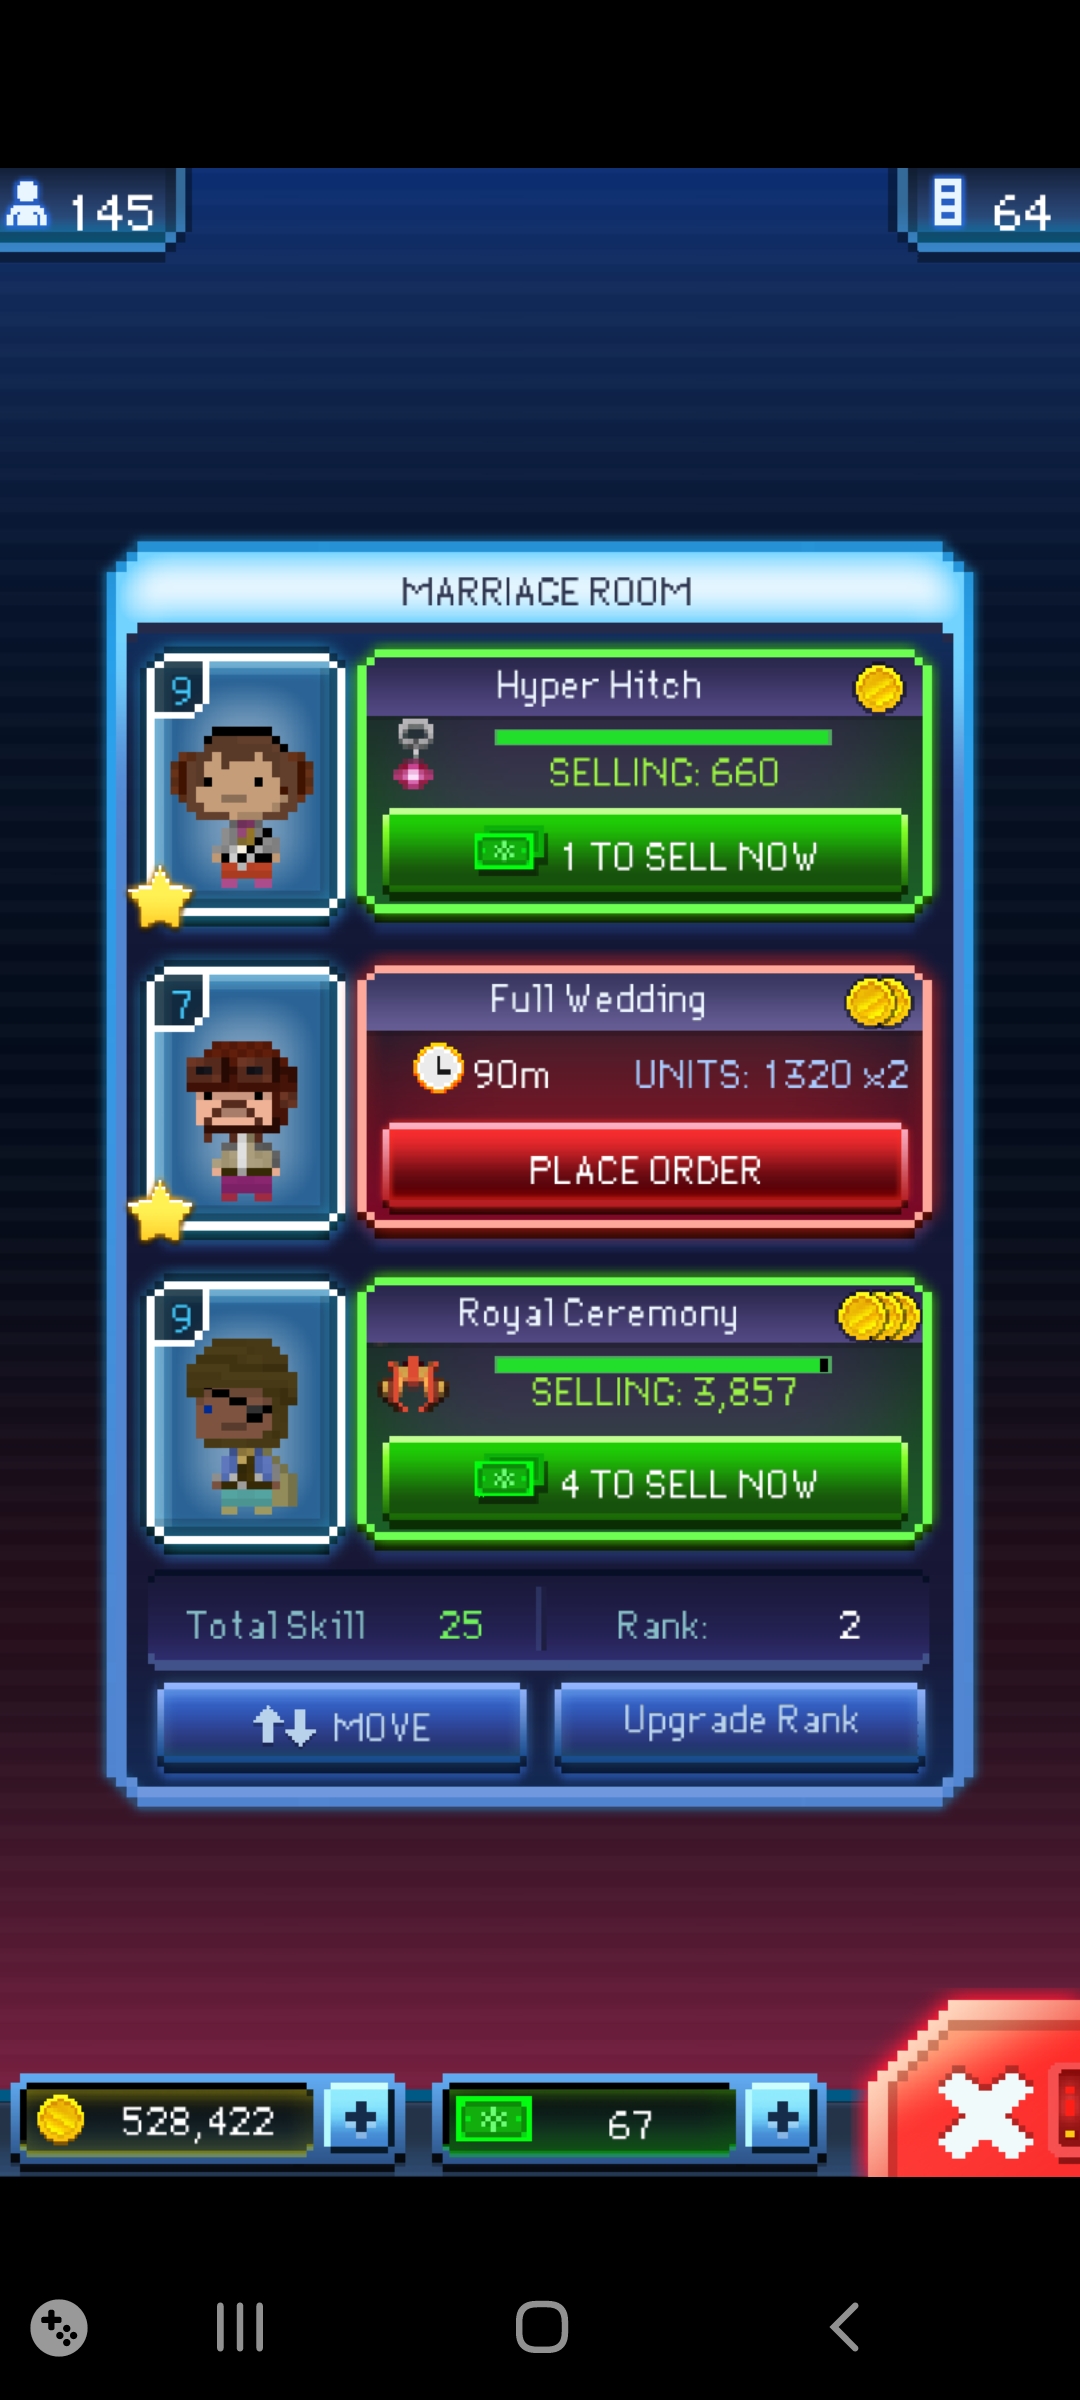 145
64
MARRIAGE ROOM
9
Hyper Hitch
SELLING: 660
1 TO SELL NOW
7
Full Wedding
90m UNITS: 1320 x2
PLACE ORDER
9
Royal Ceremony
SELLING: 3,857
4 TO SELL NOW
Total Skill 25 Rank: 2
MOVE Upgrade Rank
528,422 + 67 +